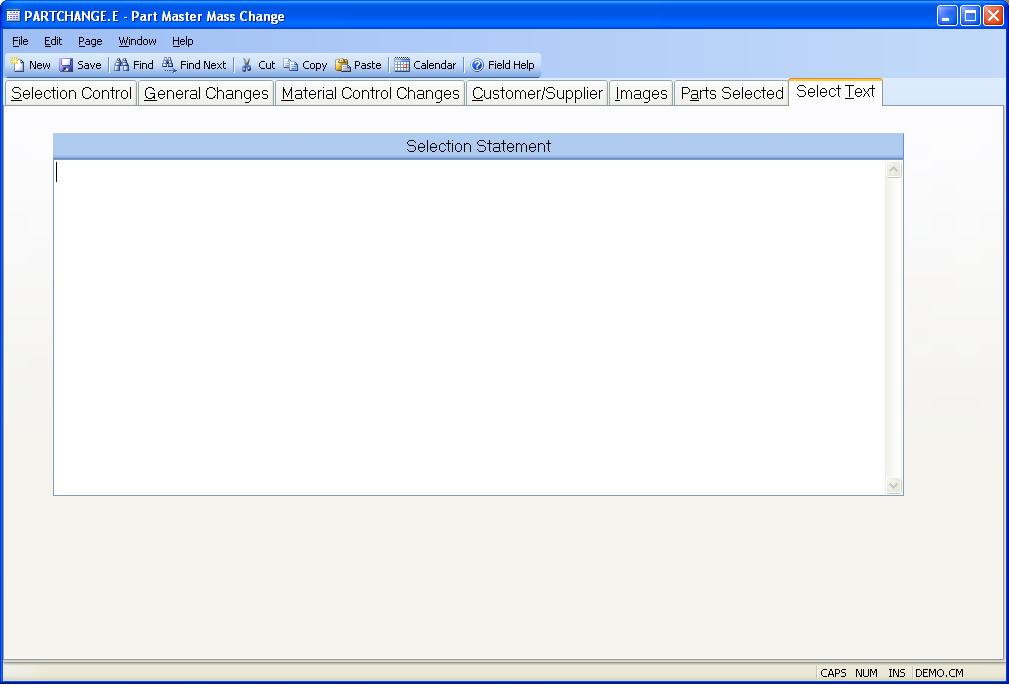 PARTCHANGE.E - Part Master Mass Change
File Edit Page Window Help
New Save Find Find Next Cut Copy Paste Calendar Field Help
Selection Control General Changes Material Control Changes Customer/Supplier Images Parts Selected Select Text
Selection Statement
CAPS NUM INS DEMO.CM